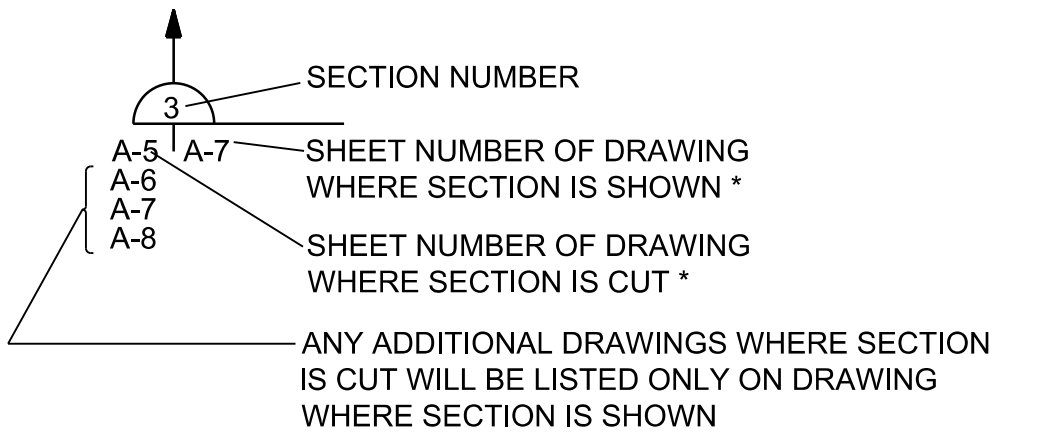 SECTION NUMBER
3
A-5 A-7
SHEET NUMBER OF DRAWING
WHERE SECTION IS SHOWN *
A-6
A-7
A-8
SHEET NUMBER OF DRAWING
WHERE SECTION IS CUT *
ANY ADDITIONAL DRAWINGS WHERE SECTION
IS CUT WILL BE LISTED ONLY ON DRAWING
WHERE SECTION IS SHOWN